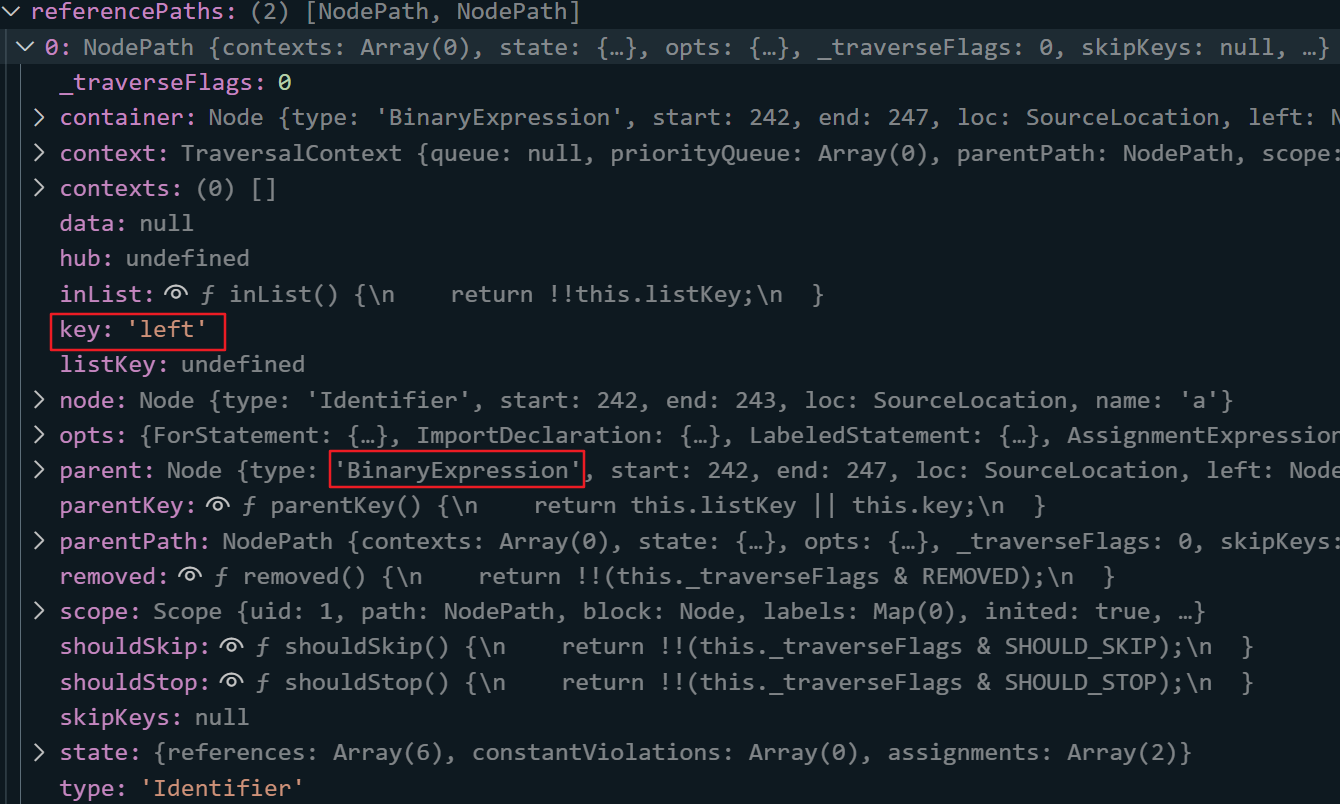 referencePaths: (2) [NodePath, NodePath]
0: NodePath {contexts: Array(0), state: {…}, opts: {…}, _traverseFlags: 0, skipKeys: null, …}
_traverseFlags: 0
container: Node {type: 'BinaryExpression', start: 242, end: 247, loc: SourceLocation, left: N
context: TraversalContext {queue: null, priorityQueue: Array(0), parentPath: NodePath, scope:
contexts: (0) []
data: null
hub: undefined
inList: ƒ inList() {\n    return !!this.listKey;\n  }
key: 'left'
listKey: undefined
node: Node {type: 'Identifier', start: 242, end: 243, loc: SourceLocation, name: 'a'}
opts: {ForStatement: {…}, ImportDeclaration: {…}, LabeledStatement: {…}, AssignmentExpression
parent: Node {type: 'BinaryExpression', start: 242, end: 247, loc: SourceLocation, left: Node
parentKey: ƒ parentKey() {\n    return this.listKey || this.key;\n  }
parentPath: NodePath {contexts: Array(0), state: {…}, opts: {…}, _traverseFlags: 0, skipKeys:
removed: ƒ removed() {\n    return !!(this._traverseFlags & REMOVED);\n  }
scope: Scope {uid: 1, path: NodePath, block: Node, labels: Map(0), inited: true, …}
shouldSkip: ƒ shouldSkip() {\n    return !!(this._traverseFlags & SHOULD_SKIP);\n  }
shouldStop: ƒ shouldStop() {\n    return !!(this._traverseFlags & SHOULD_STOP);\n  }
skipKeys: null
state: {references: Array(6), constantViolations: Array(0), assignments: Array(2)}
type: 'Identifier'